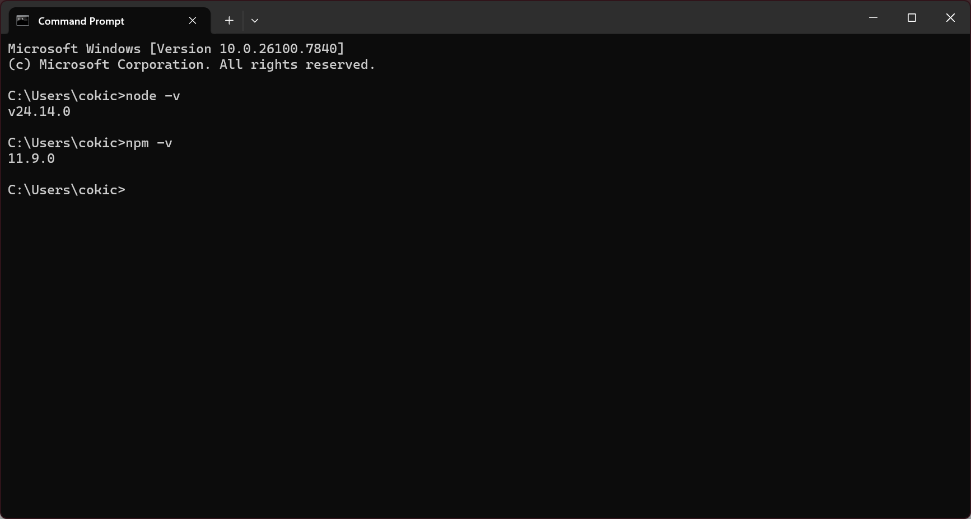 Command Prompt
Microsoft Windows [Version 10.0.26100.7840]
(c) Microsoft Corporation. All rights reserved.
C:\Users\cokic>node -v
v24.14.0
C:\Users\cokic>npm -v
11.9.0
C:\Users\cokic>